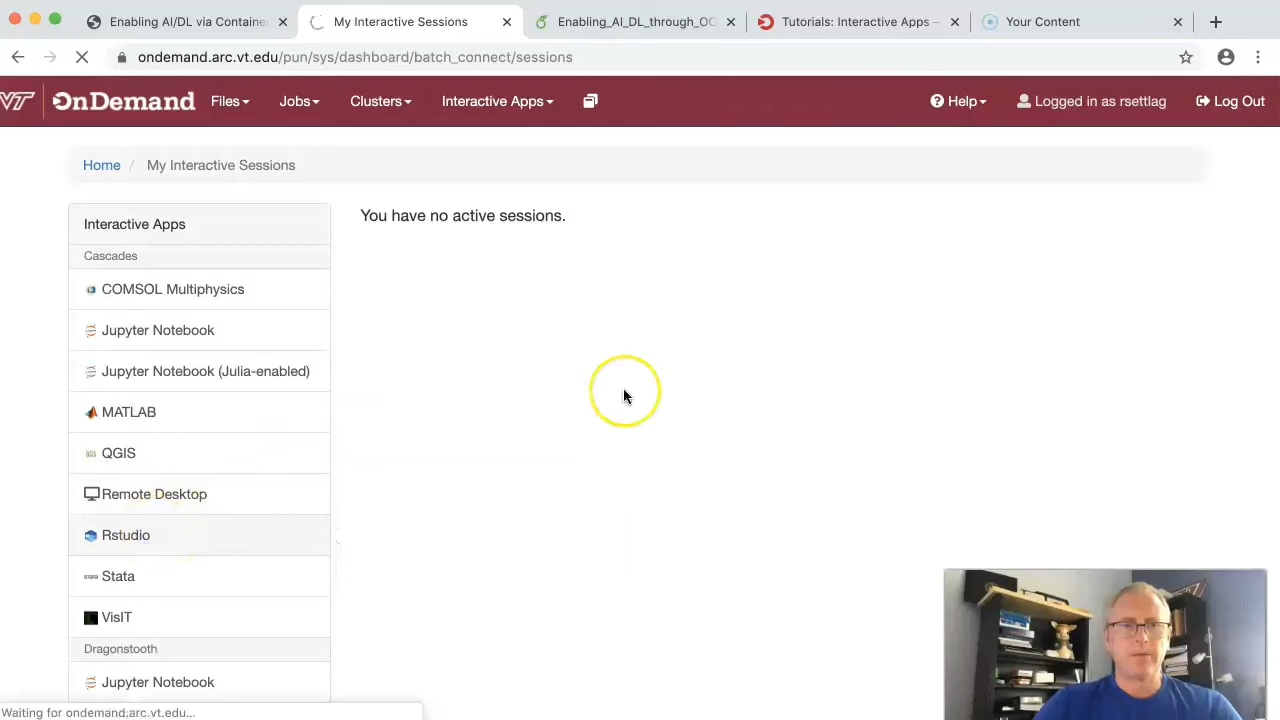 Enabling AI/DL via Containe
My Interactive Sessions
Enabling_AI_DL_through_OO
Tutorials: Interactive Apps —
Your Content
ondemand.arc.vt.edu/pun/sys/dashboard/batch_connect/sessions
VT OnDemand Files Jobs Clusters Interactive Apps Help Logged in as rsettlag Log Out
Home / My Interactive Sessions
Interactive Apps
Cascades
COMSOL Multiphysics
Jupyter Notebook
Jupyter Notebook (Julia-enabled)
MATLAB
QGIS
Remote Desktop
Rstudio
Stata
VisIT
Dragonstooth
Jupyter Notebook
You have no active sessions.
Waiting for ondemand.arc.vt.edu...